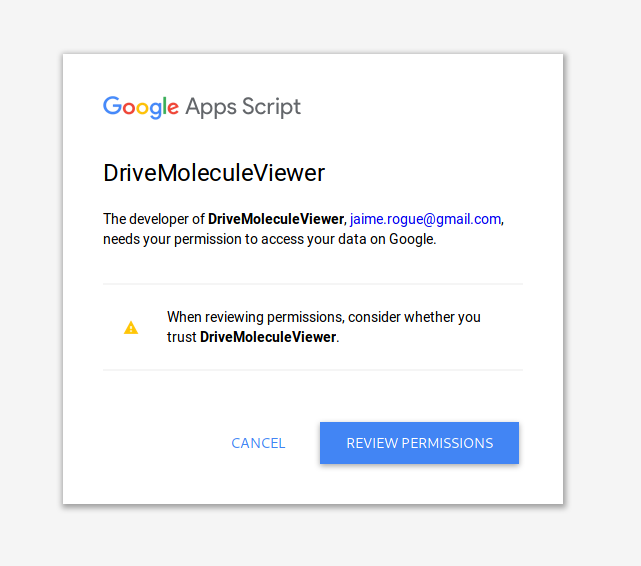 Google Apps Script
DriveMoleculeViewer
The developer of DriveMoleculeViewer, jaime.rogue@gmail.com,
needs your permission to access your data on Google.
When reviewing permissions, consider whether you
trust DriveMoleculeViewer.
CANCEL REVIEW PERMISSIONS